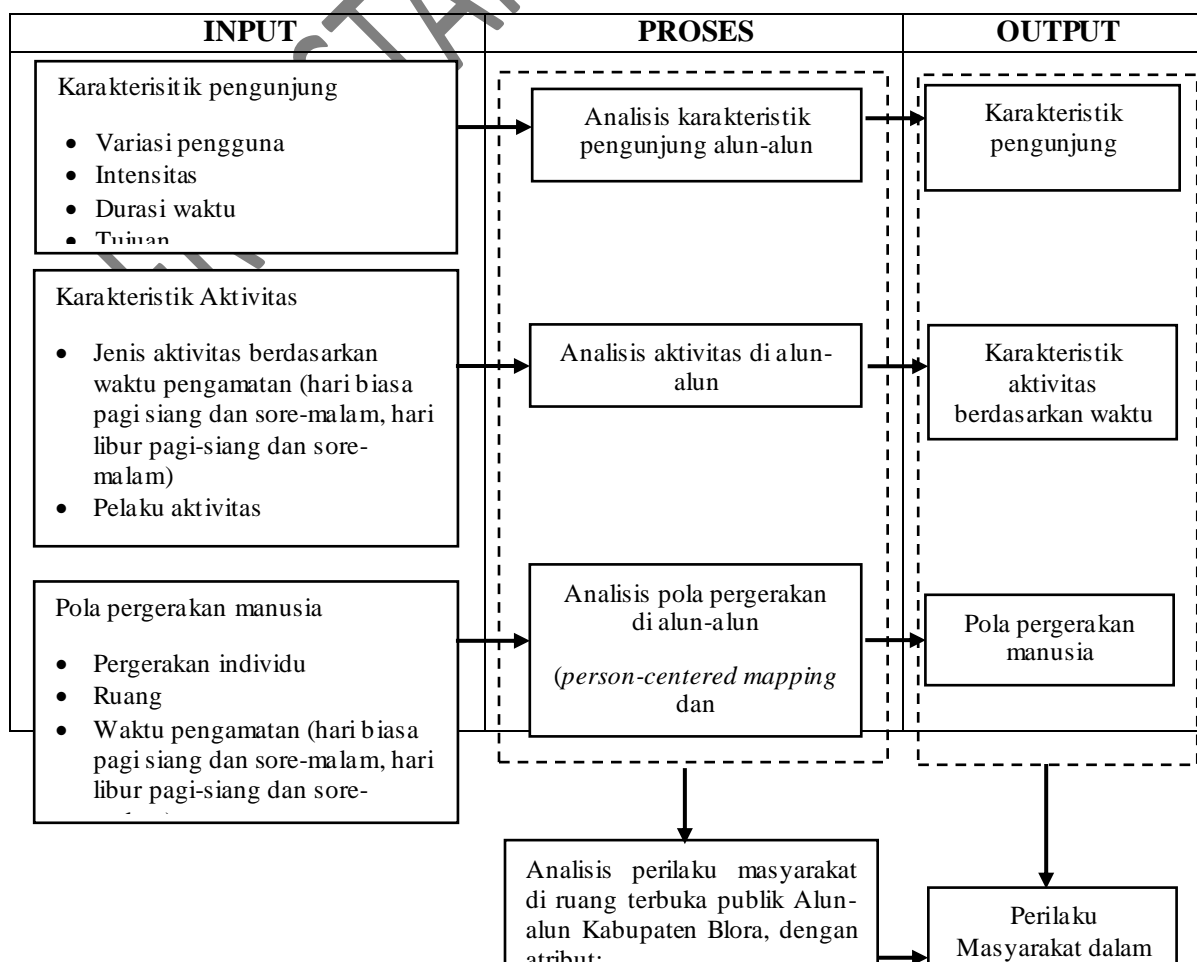 INPUT
PROSES
OUTPUT
Karakterisitik pengunjung
• Variasi pengguna
• Intensitas
• Durasi waktu
• Tujuan
Analisis karakteristik
pengunjung alun-alun
Karakteristik
pengunjung
Karakteristik Aktivitas
• Jenis aktivitas berdasarkan
waktu pengamatan (hari biasa
pagi siang dan sore-malam, hari
libur pagi-siang dan sore-
malam)
• Pelaku aktivitas
Analisis aktivitas di alun-
alun
Karakteristik
aktivitas
berdasarkan waktu
Pola pergerakan manusia
• Pergerakan individu
• Ruang
• Waktu pengamatan (hari biasa
pagi siang dan sore-malam, hari
libur pagi-siang dan sore-
Analisis pola pergerakan
di alun-alun
(person-centered mapping
dan
Pola pergerakan
manusia
Analisis perilaku masyarakat
di ruang terbuka publik Alun-
alun Kabupaten Blora, dengan
atribut:
Perilaku
Masyarakat dalam